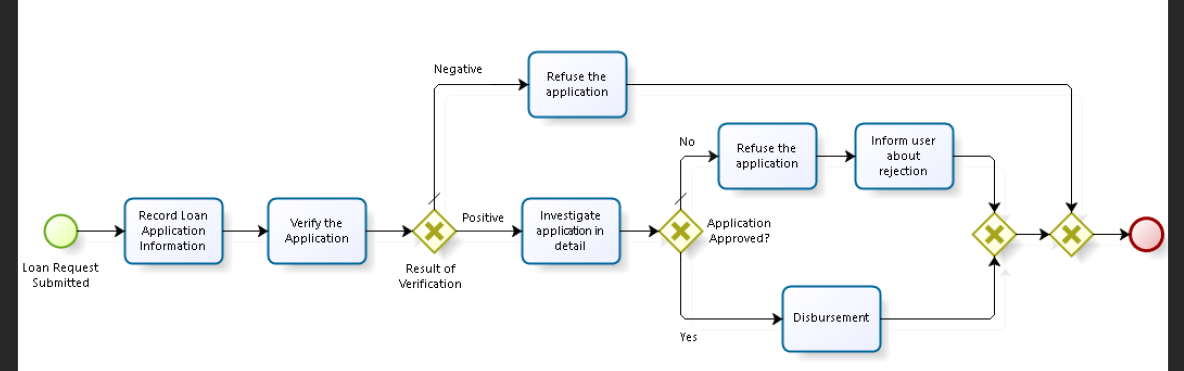 Negative
Refuse the
application
No
Refuse the
application
Inform user
about
rejection
Record Loan
Application
Information
Verify the
Application
Positive
Investigate
application in
detail
Application
Approved?
Loan Request
Submitted
Result of
Verification
Disbursement
Yes